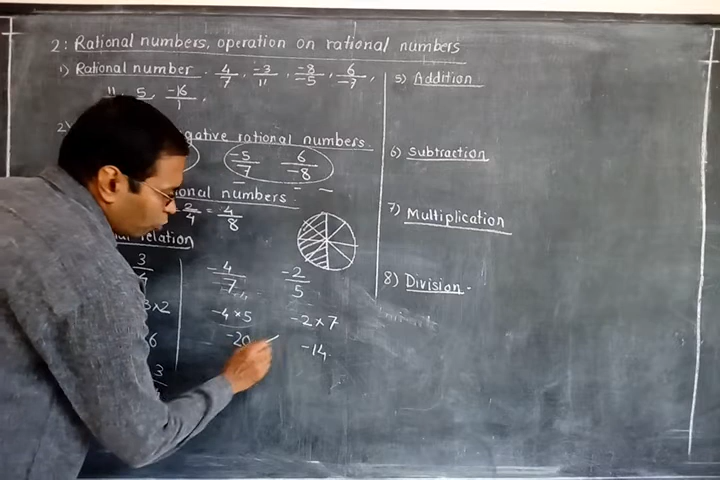 2: Rational numbers, operation on rational numbers
1) Rational number. 4/7, -3/11, -8/-5, 6/-7,
11 5 -16/1,
2) gative rational numbers.
-5/7 6/-8
onal numbers.
2/4 = 4/8
relation
3
3×2
6
3
-4/7 -2/5
-4×5 -2×7
-20 -14.
5) Addition
6) Subtraction
7) Multiplication
8) Division-